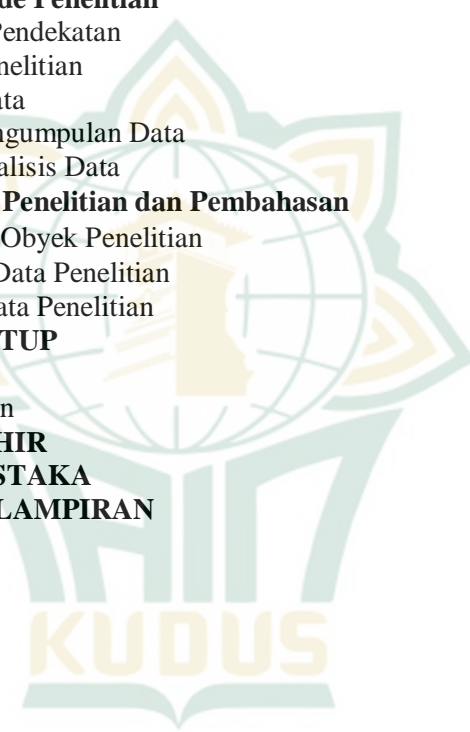 de Penelitian
Pendekatan
nelitian
ata
ngumpulan Data
alisis Data
Penelitian dan Pembahasan
Obyek Penelitian
Data Penelitian
ata Penelitian
TUP
n
HIR
STAKA
LAMPIRAN
IAIN
KUDUS